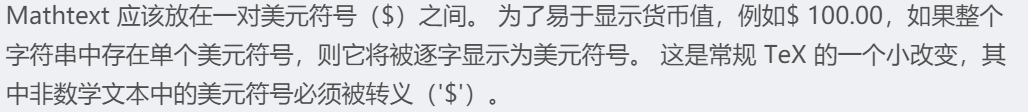 Mathtext 应该放在一对美元符号（$）之间。 为了易于显示货币值，例如$ 100.00，如果整个
字符串中存在单个美元符号，则它将被逐字显示为美元符号。 这是常规 TeX 的一个小改变，其
中非数学文本中的美元符号必须被转义（'$'）。